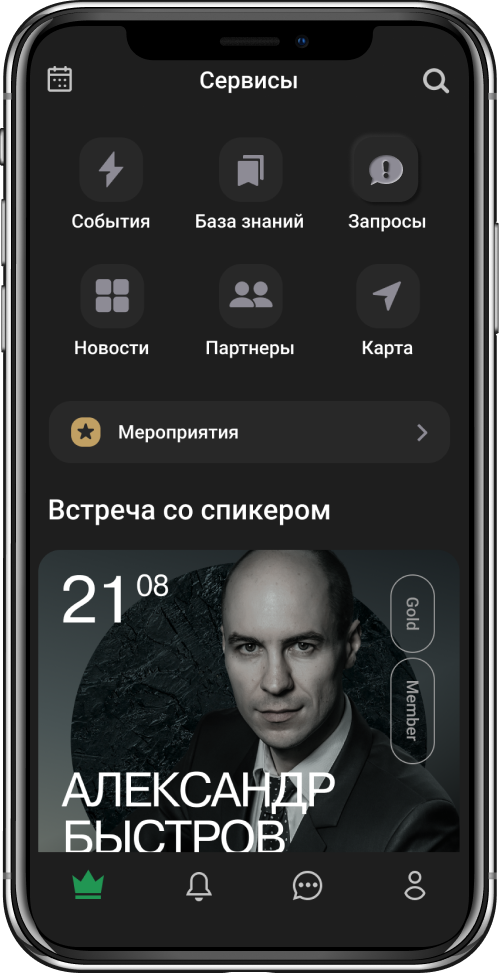 Сервисы
События
База знаний
Запросы
Новости
Партнеры
Карта
Мероприятия
Встреча со спикером
21 08
Gold
Member
АЛЕКСАНДР
БЫСТРОВ